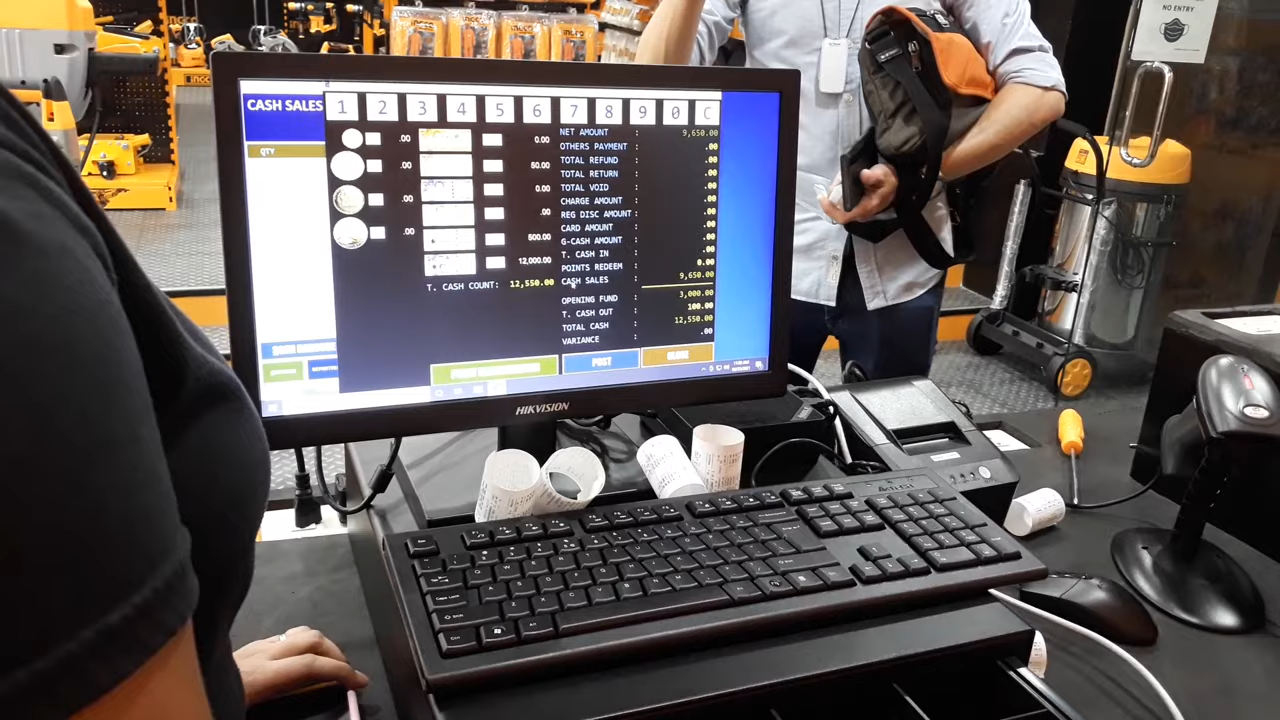 NO ENTRY
INGCO
CASH SALES
1 2 3 4 5 6 7 8 9 0 C
QTY
.00 0.00
.00 50.00
.00 0.00
.00 .00
500.00
12,000.00
T. CASH COUNT: 12,550.00
NET AMOUNT : 9,650.00
OTHERS PAYMENT : .00
TOTAL REFUND : .00
TOTAL RETURN : .00
TOTAL VOID : .00
CHARGE AMOUNT : .00
REG DISC AMOUNT : .00
CARD AMOUNT : .00
G-CASH AMOUNT : .00
T. CASH IN : .00
POINTS REDEEM : 0.00
CASH SALES : 9,650.00
OPENING FUND : 3,000.00
T. CASH OUT : 100.00
TOTAL CASH : 12,550.00
VARIANCE : .00
POST
CLOSE
HIKVISION
A4TECH